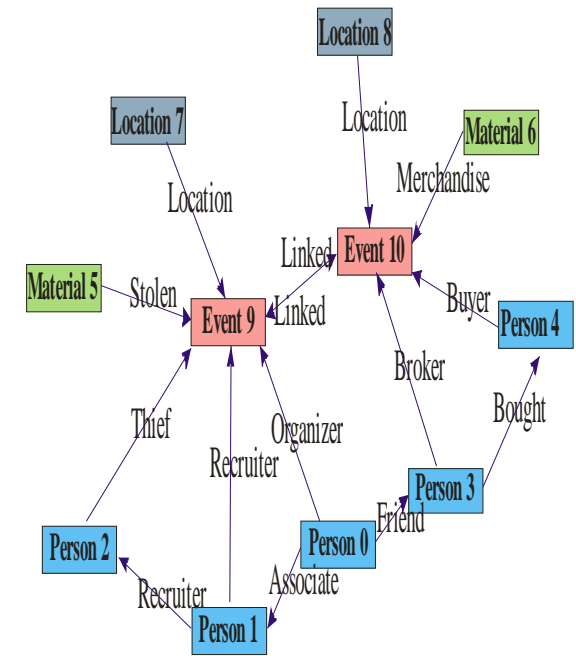 Location 8
Location 7
Location
Material 6
Merchandise
Location
Linked
Event 10
Material 5
Stolen
Event 9
Linked
Buyer
Person 4
Broker
Bought
Thief
Organizer
Recruiter
Person 3
Friend
Person 2
Person 0
Associate
Recruiter
Person 1